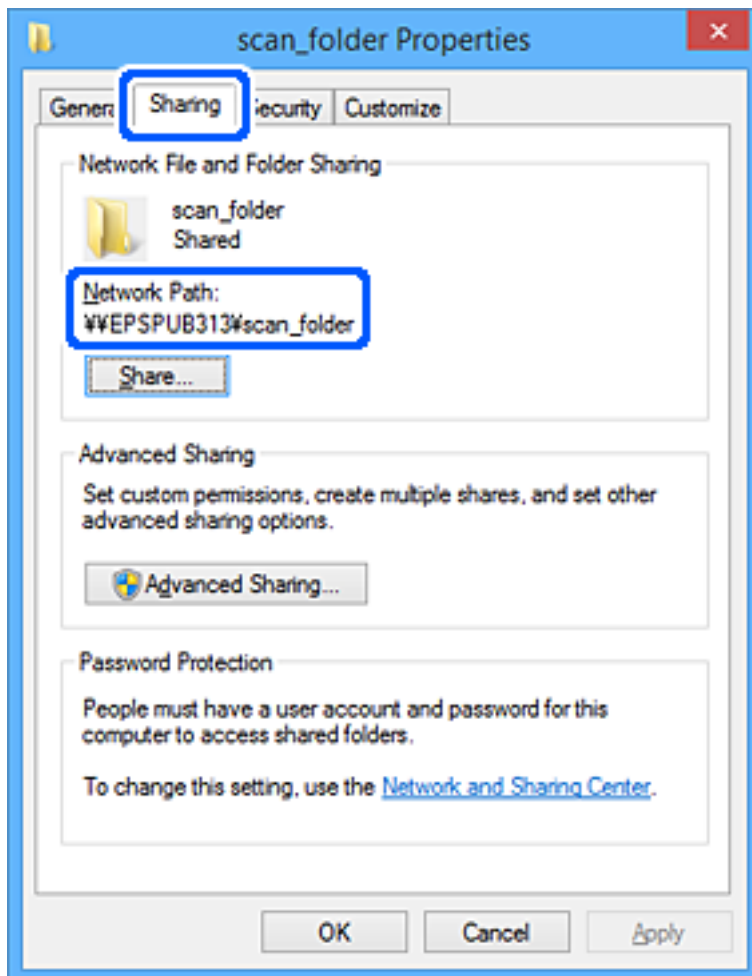 scan_folder Properties
General Sharing Security Customize
Network File and Folder Sharing
scan_folder
Shared
Network Path:
¥¥EPSPUB313¥scan_folder
Share...
Advanced Sharing
Set custom permissions, create multiple shares, and set other
advanced sharing options.
Advanced Sharing...
Password Protection
People must have a user account and password for this
computer to access shared folders.
To change this setting, use the Network and Sharing Center.
OK Cancel Apply